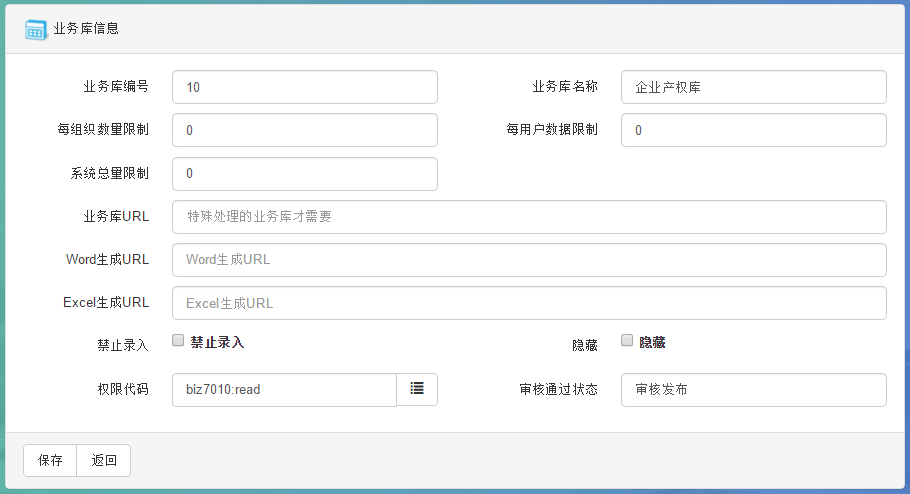 业务库信息
业务库编号 10 业务库名称 企业产权库
每组织数量限制 0 每用户数据限制 0
系统总量限制 0
业务库URL 特殊处理的业务库才需要
Word生成URL Word生成URL
Excel生成URL Excel生成URL
禁止录入 禁止录入 隐藏 隐藏
权限代码 biz7010:read 审核通过状态 审核发布
保存 返回